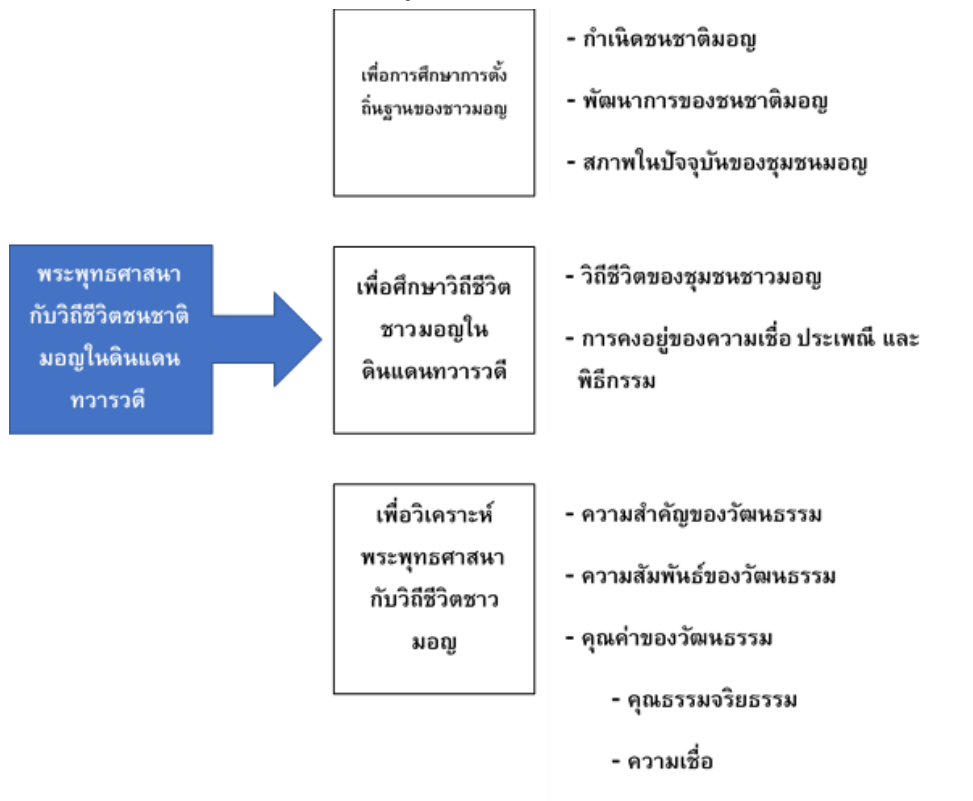 เพื่อการศึกษาการตั้ง
ถิ่นฐานของชาวมอญ
- กำเนิดชนชาติมอญ
- พัฒนาการของชนชาติมอญ
- สภาพในปัจจุบันของชุมชนมอญ
พระพุทธศาสนา
กับวิถีชีวิตชนชาติ
มอญในดินแดน
ทวารวดี
เพื่อศึกษาวิถีชีวิต
ชาวมอญใน
ดินแดนทวารวดี
- วิถีชีวิตของชุมชนชาวมอญ
- การคงอยู่ของความเชื่อ ประเพณี และ
พิธีกรรม
เพื่อวิเคราะห์
พระพุทธศาสนา
กับวิถีชีวิตชาว
มอญ
- ความสำคัญของวัฒนธรรม
- ความสัมพันธ์ของวัฒนธรรม
- คุณค่าของวัฒนธรรม
- คุณธรรมจริยธรรม
- ความเชื่อ